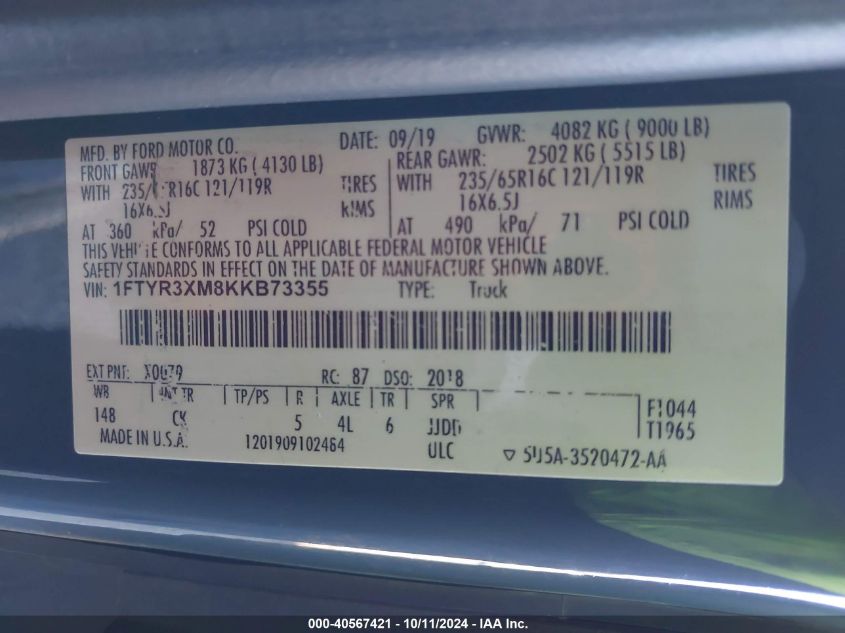 MFD. BY FORD MOTOR CO. DATE: 09/19 GVWR: 4082 KG ( 9000 LB)
FRONT GAWR 1873 KG ( 4130 LB) REAR GAWR: 2502 KG ( 5515 LB)
WITH R16C 121/119R TIRES WITH 235/65R16C 121/119R TIRES
16X6.5J RIMS 16X6.5J RIMS
AT 360 kPa/ 52 PSI COLD AT 490 kPa/ 71 PSI COLD
THIS VEHICLE CONFORMS TO ALL APPLICABLE FEDERAL MOTOR VEHICLE
SAFETY STANDARDS IN EFFECT ON THE DATE OF MANUFACTURE SHOWN ABOVE.
VIN: 1FTYR3XM8KKB73355 TYPE: Truck
EXT PNT: RC: 87 DSO: 2018
WB TR TP/PS R AXLE TR SPR F1044
148 5 4L 6 JJDD T1965
MADE IN U.S.A. 1201909102464 ULC 5U5A-3520472-AA
000-40567421 - 10/11/2024 - IAA Inc.